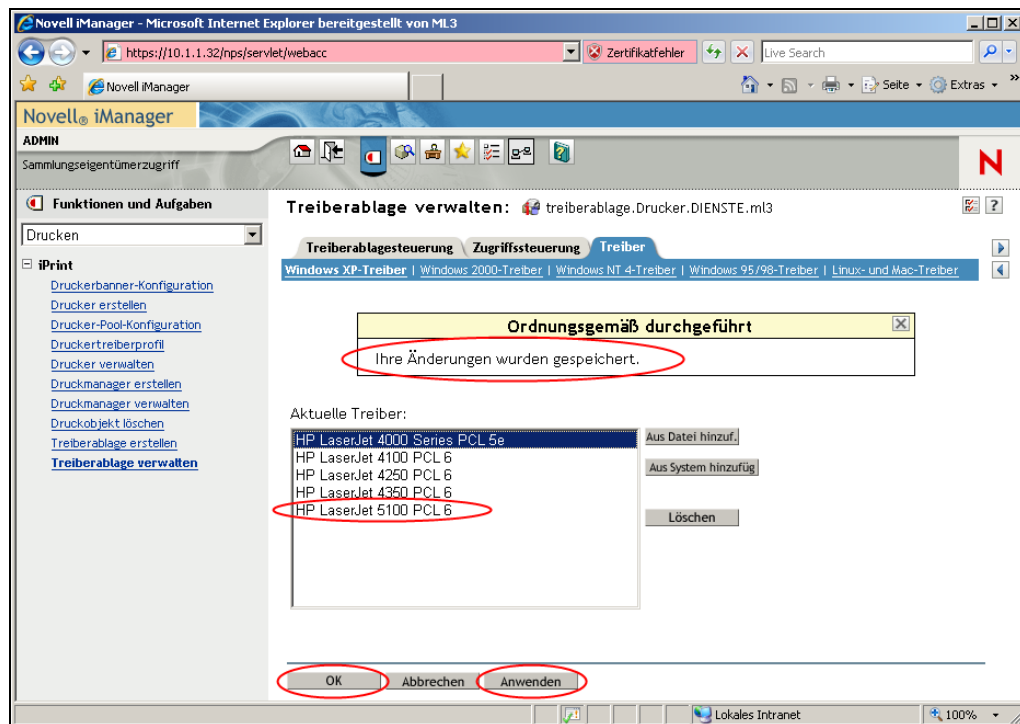 Novell iManager - Microsoft Internet Explorer bereitgestellt von ML3
https://10.1.1.32/nps/servlet/webacc
Zertifikatfehler
Live Search
Novell iManager
Seite
Extras
Novell® iManager
ADMIN
Sammlungseigentümerzugriff
N
Funktionen und Aufgaben
Drucken
iPrint
Druckerbanner-Konfiguration
Drucker erstellen
Drucker-Pool-Konfiguration
Druckertreiberprofil
Drucker verwalten
Druckmanager erstellen
Druckmanager verwalten
Druckobjekt löschen
Treiberablage erstellen
Treiberablage verwalten
Treiberablage verwalten: treiberablage.Drucker.DIENSTE.ml3
Treiberablagesteuerung Zugriffssteuerung Treiber
Windows XP-Treiber | Windows 2000-Treiber | Windows NT 4-Treiber | Windows 95/98-Treiber | Linux- und Mac-Treiber
Ordnungsgemäß durchgeführt
Ihre Änderungen wurden gespeichert.
Aktuelle Treiber:
HP LaserJet 4000 Series PCL 5e
HP LaserJet 4100 PCL 6
HP LaserJet 4250 PCL 6
HP LaserJet 4350 PCL 6
HP LaserJet 5100 PCL 6
Aus Datei hinzuf.
Aus System hinzufüg
Löschen
OK
Abbrechen
Anwenden
Lokales Intranet
100%